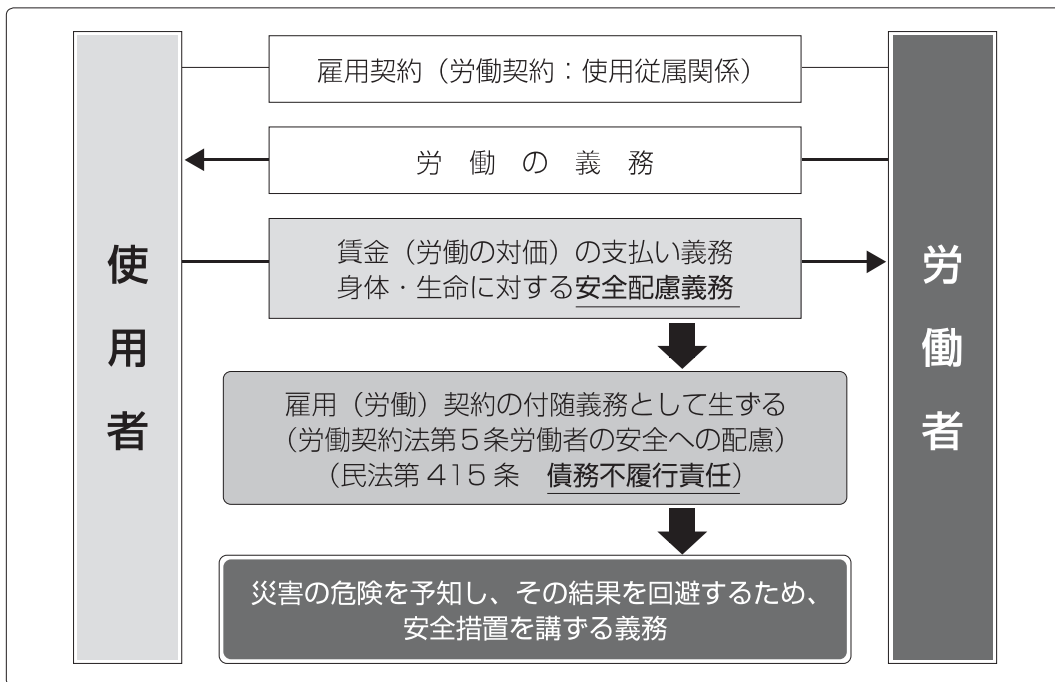 使用者
雇用契約（労働契約：使用従属関係）
労働の義務
賃金（労働の対価）の支払い義務
身体・生命に対する安全配慮義務
雇用（労働）契約の付随義務として生ずる
（労働契約法第５条労働者の安全への配慮）
（民法第 415 条　債務不履行責任）
災害の危険を予知し、その結果を回避するため、
安全措置を講ずる義務
労働者